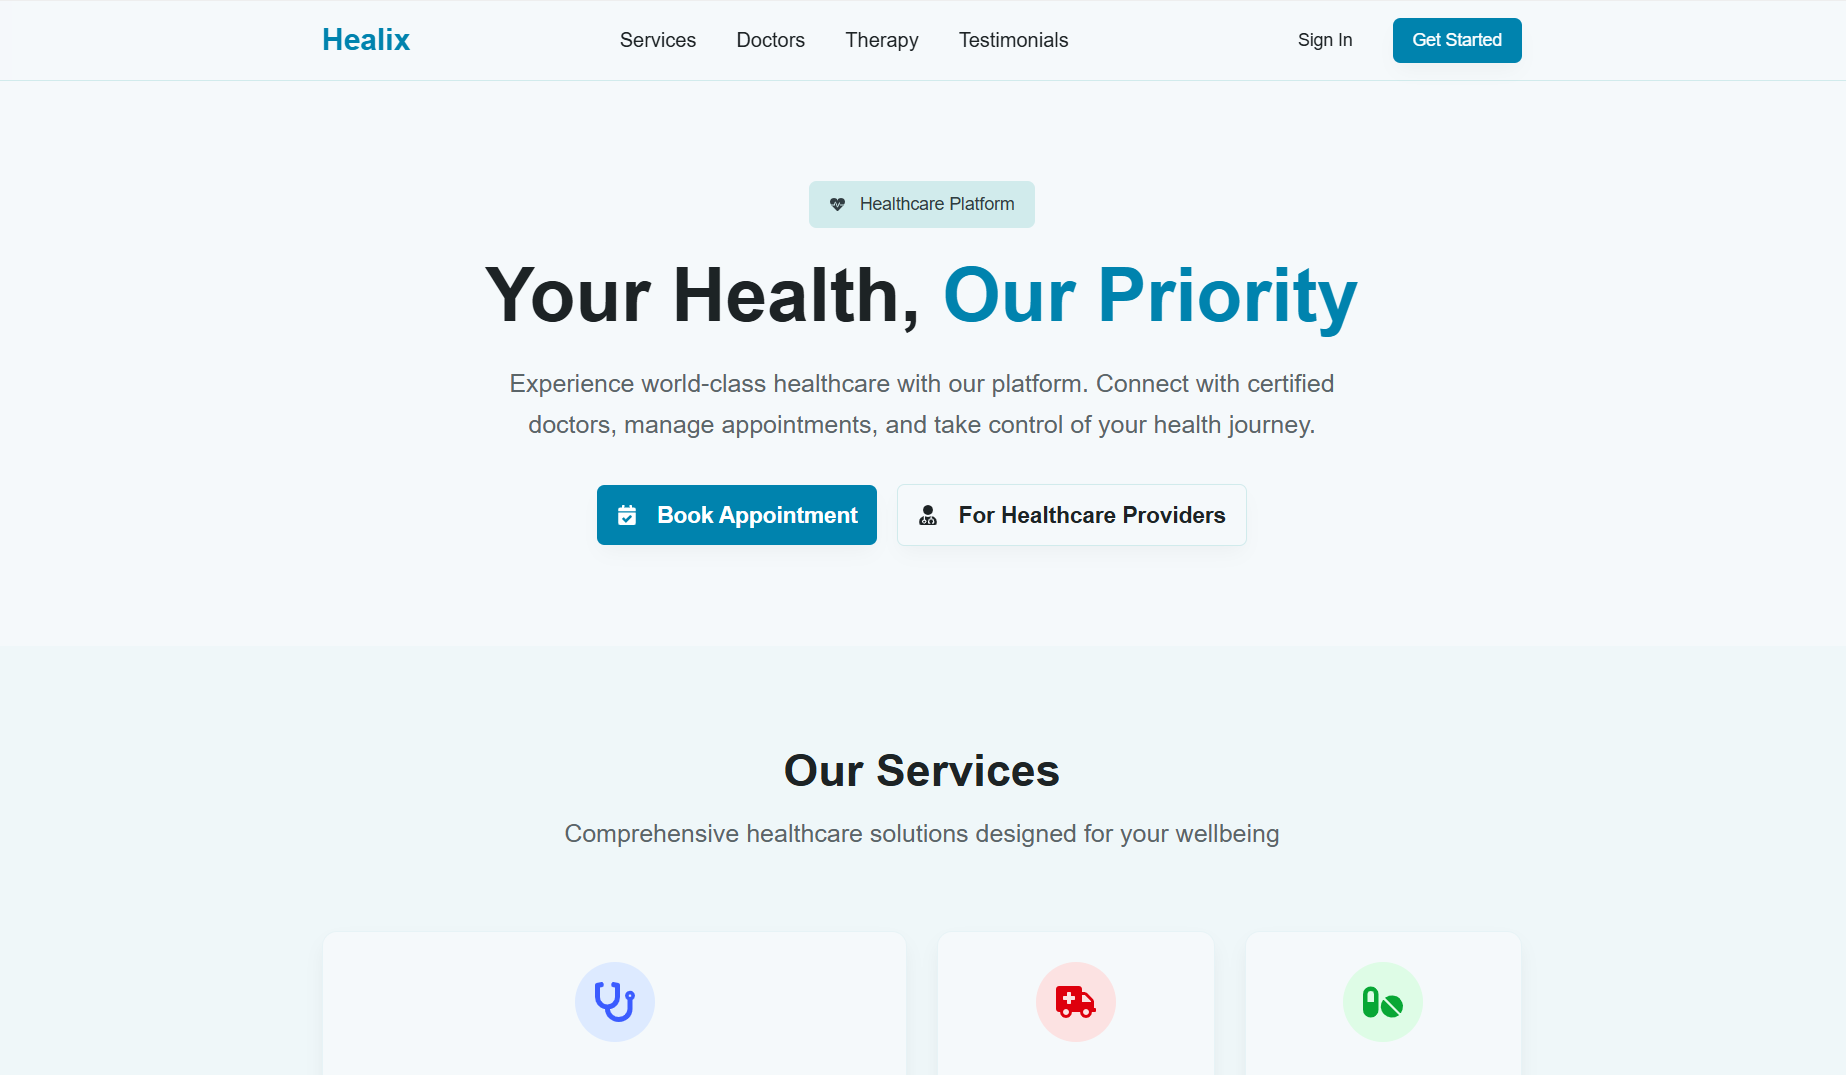 Healix
Services
Doctors
Therapy
Testimonials
Sign In
Get Started
Healthcare Platform
Your Health, Our Priority
Experience world-class healthcare with our platform. Connect with certified
doctors, manage appointments, and take control of your health journey.
Book Appointment
For Healthcare Providers
Our Services
Comprehensive healthcare solutions designed for your wellbeing